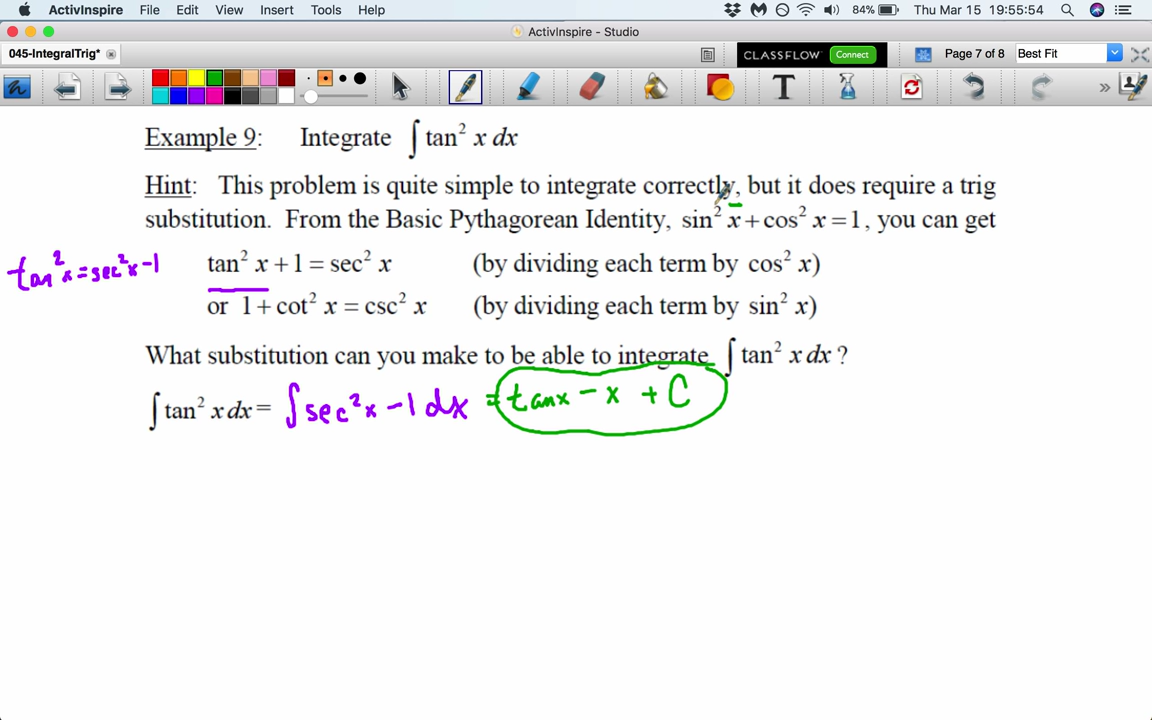 ActivInspire File Edit View Insert Tools Help 84% Thu Mar 15 19:55:54
ActivInspire - Studio
045-IntegralTrig* CLASSFLOW Connect Page 7 of 8 Best Fit
T »
Example 9: Integrate ∫ tan² x dx
Hint: This problem is quite simple to integrate correctly, but it does require a trig
substitution. From the Basic Pythagorean Identity, sin² x + cos² x = 1, you can get
tan² x = sec² x - 1 tan² x + 1 = sec² x (by dividing each term by cos² x)
or 1 + cot² x = csc² x (by dividing each term by sin² x)
What substitution can you make to be able to integrate ∫ tan² x dx ?
∫ tan² x dx = ∫ sec² x - 1 dx = tan x - x + C